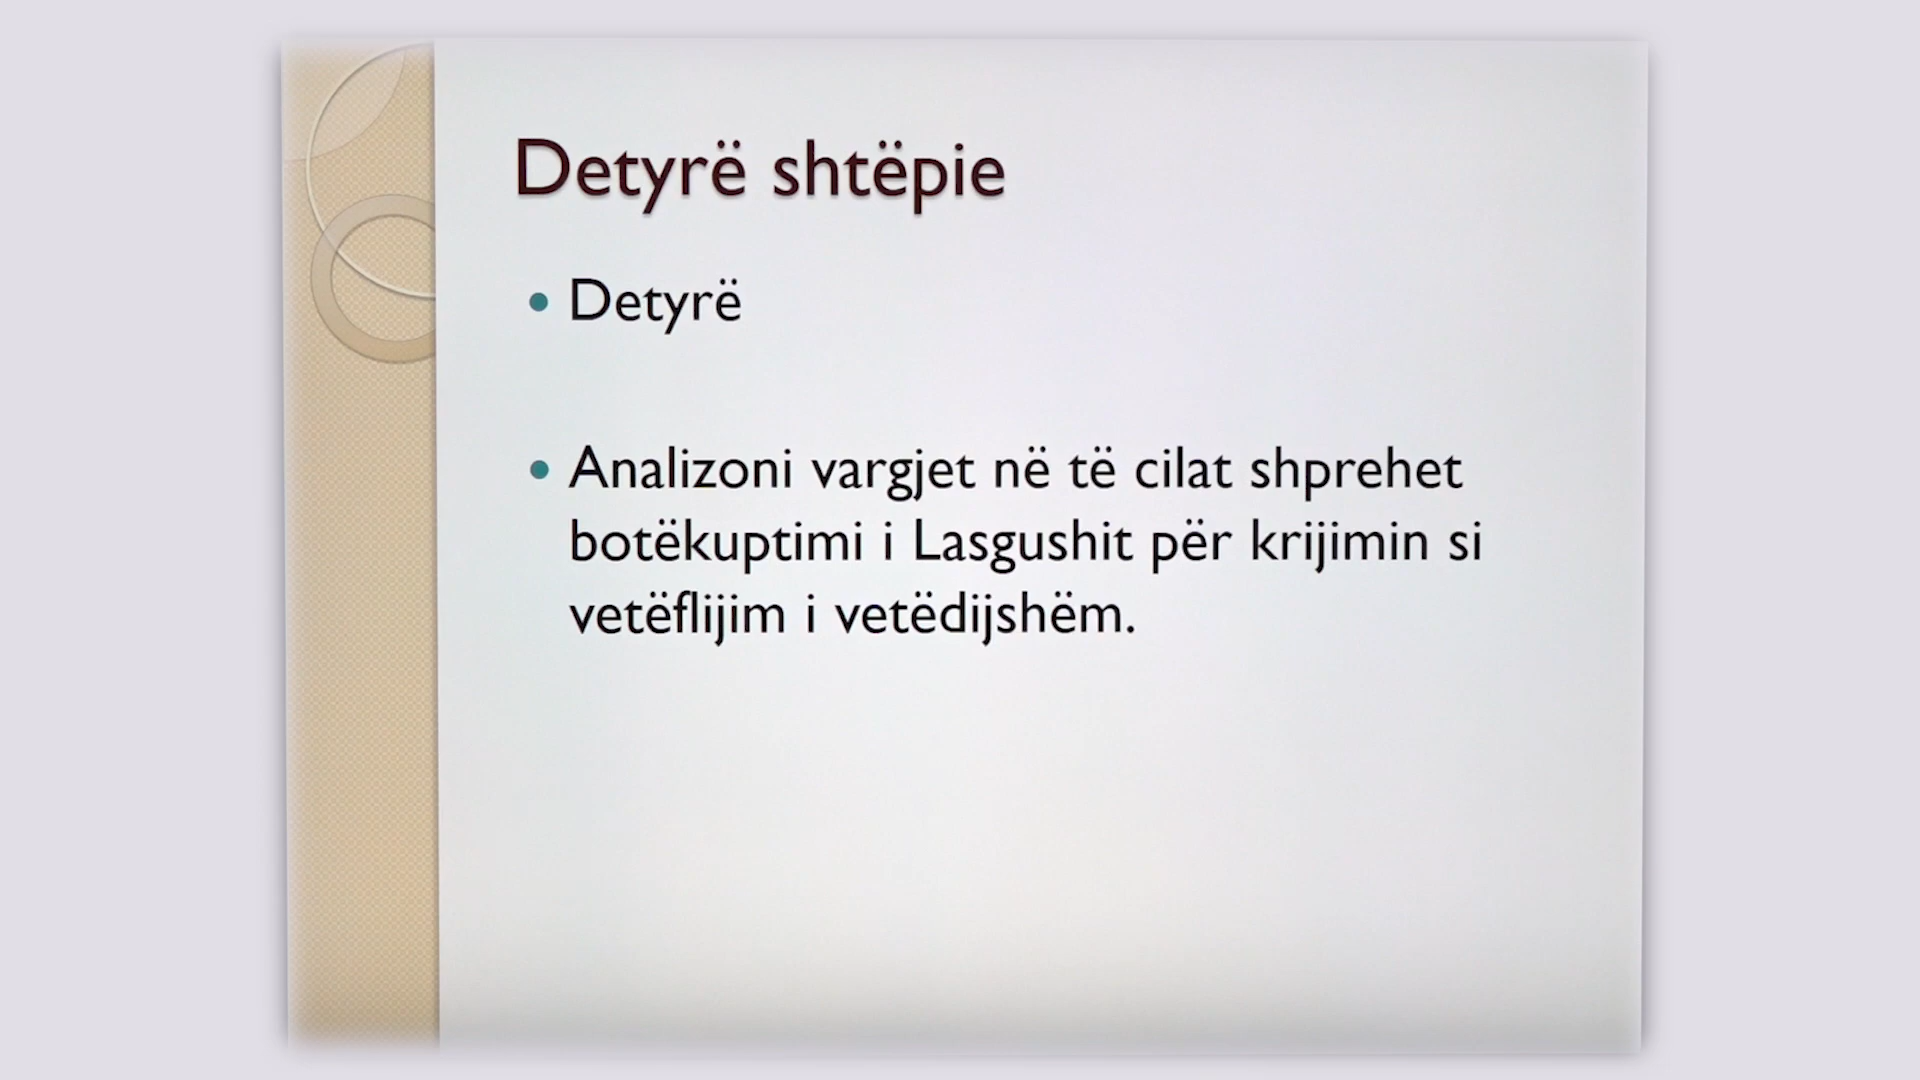 Detyrë shtëpie
Detyrë
Analizoni vargjet në të cilat shprehet
botëkuptimi i Lasgushit për krijimin si
vetëflijim i vetëdijshëm.